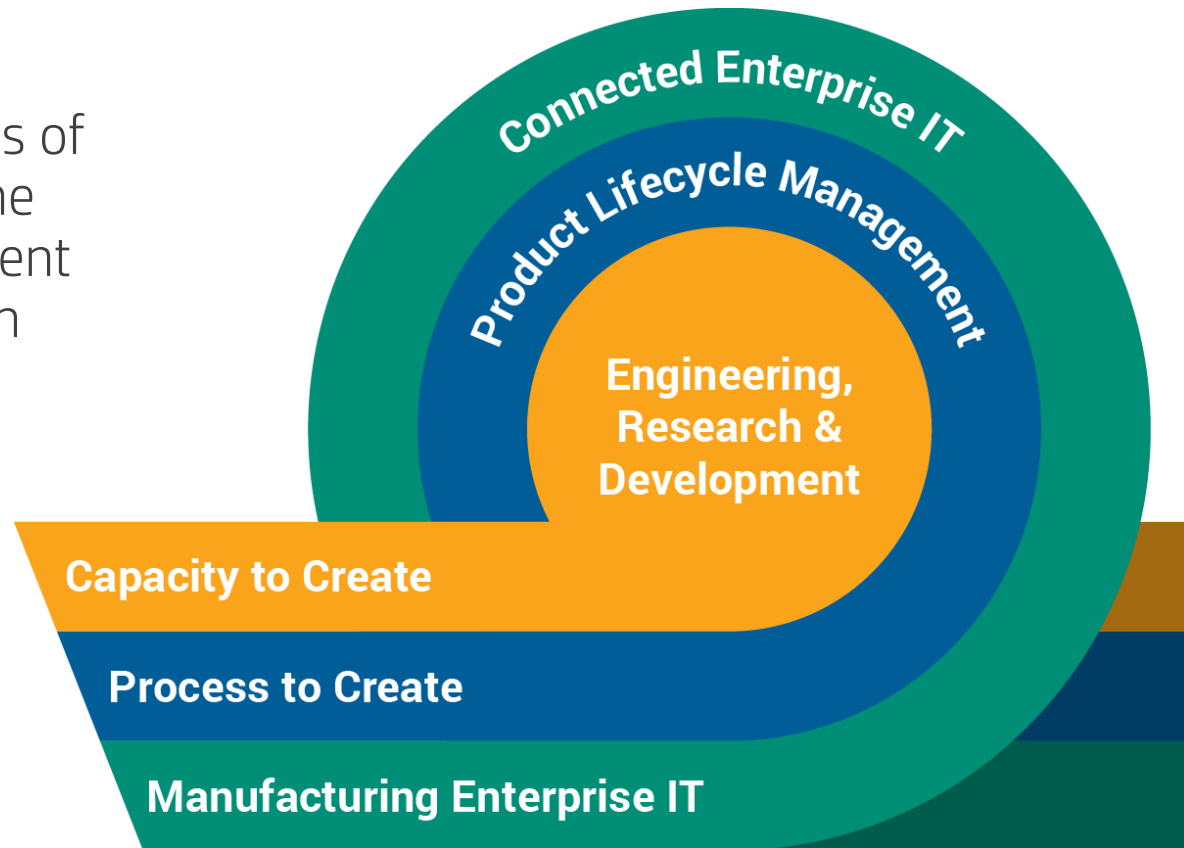 s of
ne
ent
n
Connected Enterprise IT
Product Lifecycle Management
Engineering,
Research &
Development
Capacity to Create
Process to Create
Manufacturing Enterprise IT